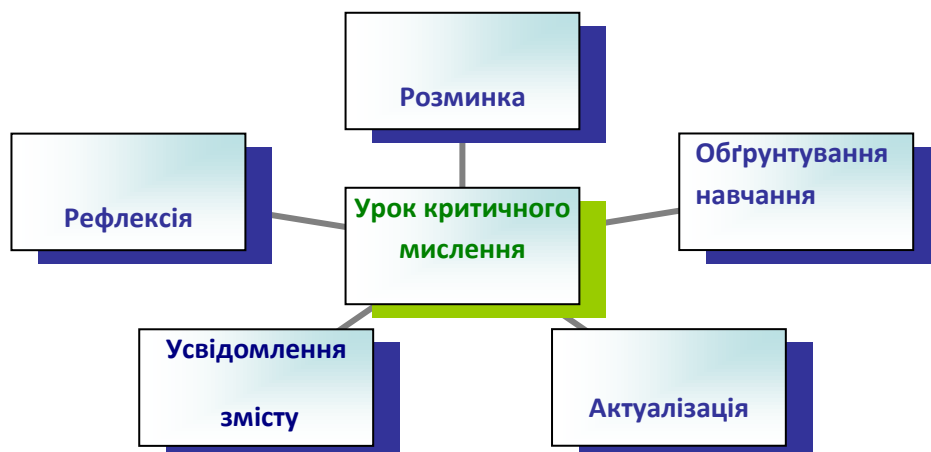 Розминка
Обґрунтування
навчання
Рефлексія
Урок критичного
мислення
Усвідомлення
змісту
Актуалізація